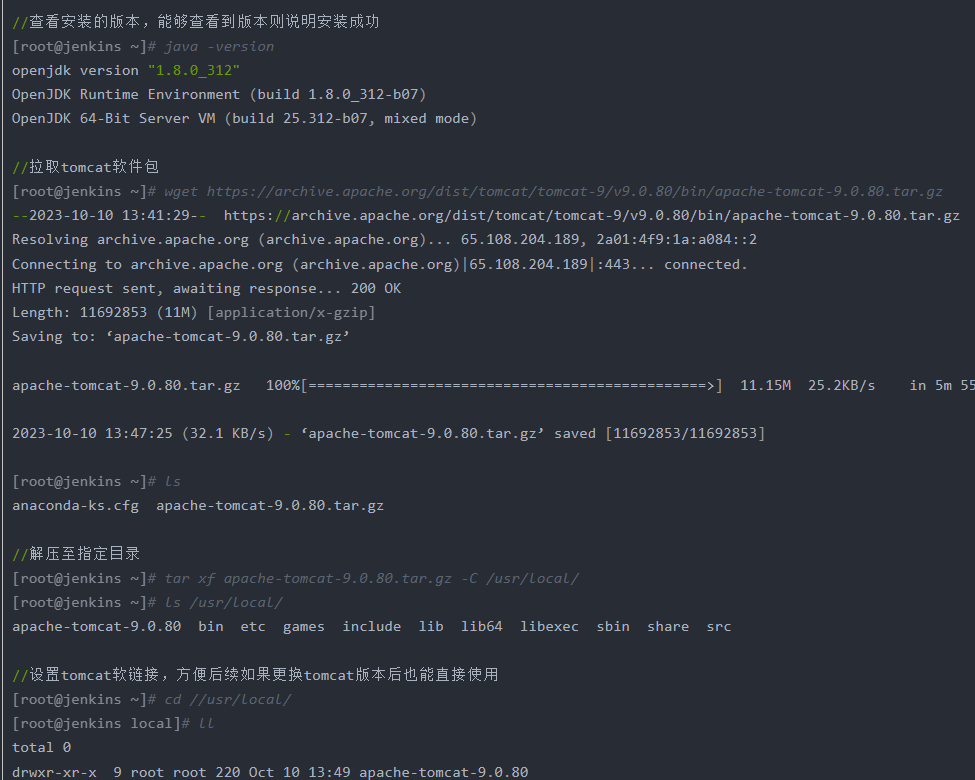 //查看安装的版本，能够查看到版本则说明安装成功
[root@jenkins ~]# java -version
openjdk version "1.8.0_312"
OpenJDK Runtime Environment (build 1.8.0_312-b07)
OpenJDK 64-Bit Server VM (build 25.312-b07, mixed mode)
//拉取tomcat软件包
[root@jenkins ~]# wget https://archive.apache.org/dist/tomcat/tomcat-9/v9.0.80/bin/apache-tomcat-9.0.80.tar.gz
--2023-10-10 13:41:29--  https://archive.apache.org/dist/tomcat/tomcat-9/v9.0.80/bin/apache-tomcat-9.0.80.tar.gz
Resolving archive.apache.org (archive.apache.org)... 65.108.204.189, 2a01:4f9:1a:a084::2
Connecting to archive.apache.org (archive.apache.org)|65.108.204.189|:443... connected.
HTTP request sent, awaiting response... 200 OK
Length: 11692853 (11M) [application/x-gzip]
Saving to: ‘apache-tomcat-9.0.80.tar.gz’
apache-tomcat-9.0.80.tar.gz   100%[===============================================>]  11.15M  25.2KB/s    in 5m 55
2023-10-10 13:47:25 (32.1 KB/s) - ‘apache-tomcat-9.0.80.tar.gz’ saved [11692853/11692853]
[root@jenkins ~]# ls
anaconda-ks.cfg  apache-tomcat-9.0.80.tar.gz
//解压至指定目录
[root@jenkins ~]# tar xf apache-tomcat-9.0.80.tar.gz -C /usr/local/
[root@jenkins ~]# ls /usr/local/
apache-tomcat-9.0.80  bin  etc  games  include  lib  lib64  libexec  sbin  share  src
//设置tomcat软链接，方便后续如果更换tomcat版本后也能直接使用
[root@jenkins ~]# cd //usr/local/
[root@jenkins local]# ll
total 0
drwxr-xr-x  9 root root 220 Oct 10 13:49 apache-tomcat-9.0.80